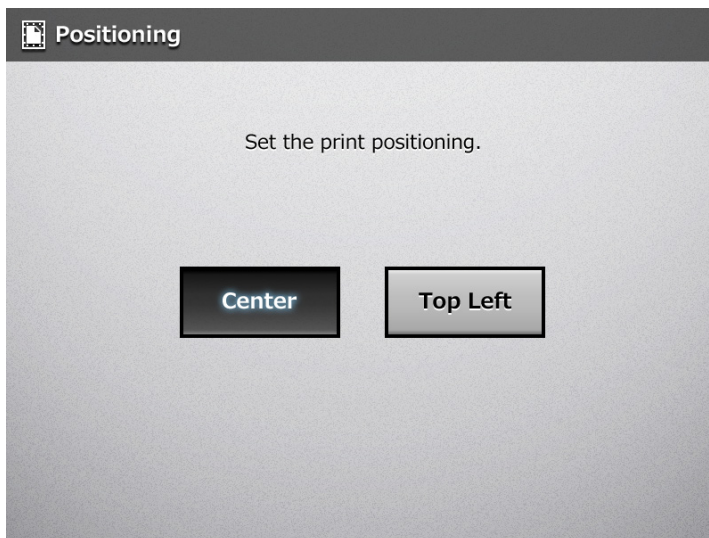 Positioning
Set the print positioning.
Center
Top Left